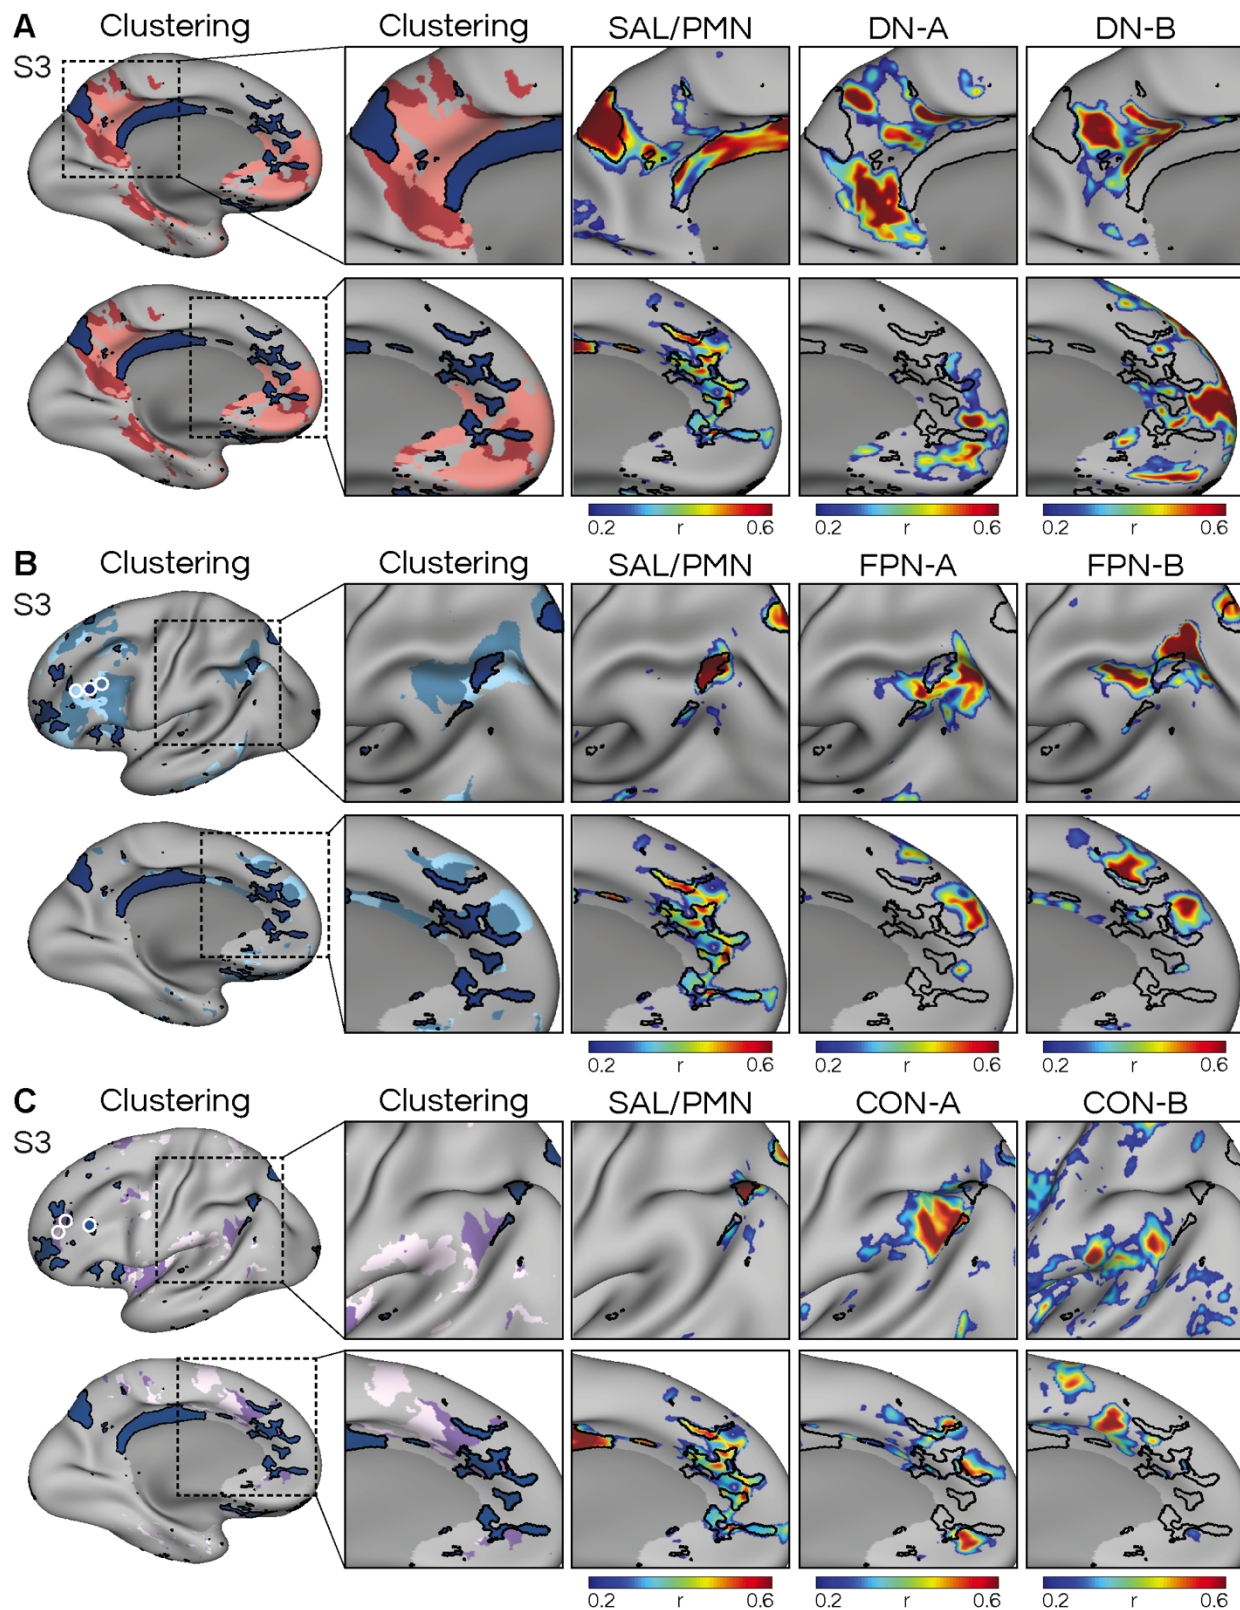 A Clustering Clustering SAL/PMN DN-A DN-B
S3
0.2 r 0.6 0.2 r 0.6 0.2 r 0.6
B Clustering Clustering SAL/PMN FPN-A FPN-B
S3
0.2 r 0.6 0.2 r 0.6 0.2 r 0.6
C Clustering Clustering SAL/PMN CON-A CON-B
S3
0.2 r 0.6 0.2 r 0.6 0.2 r 0.6